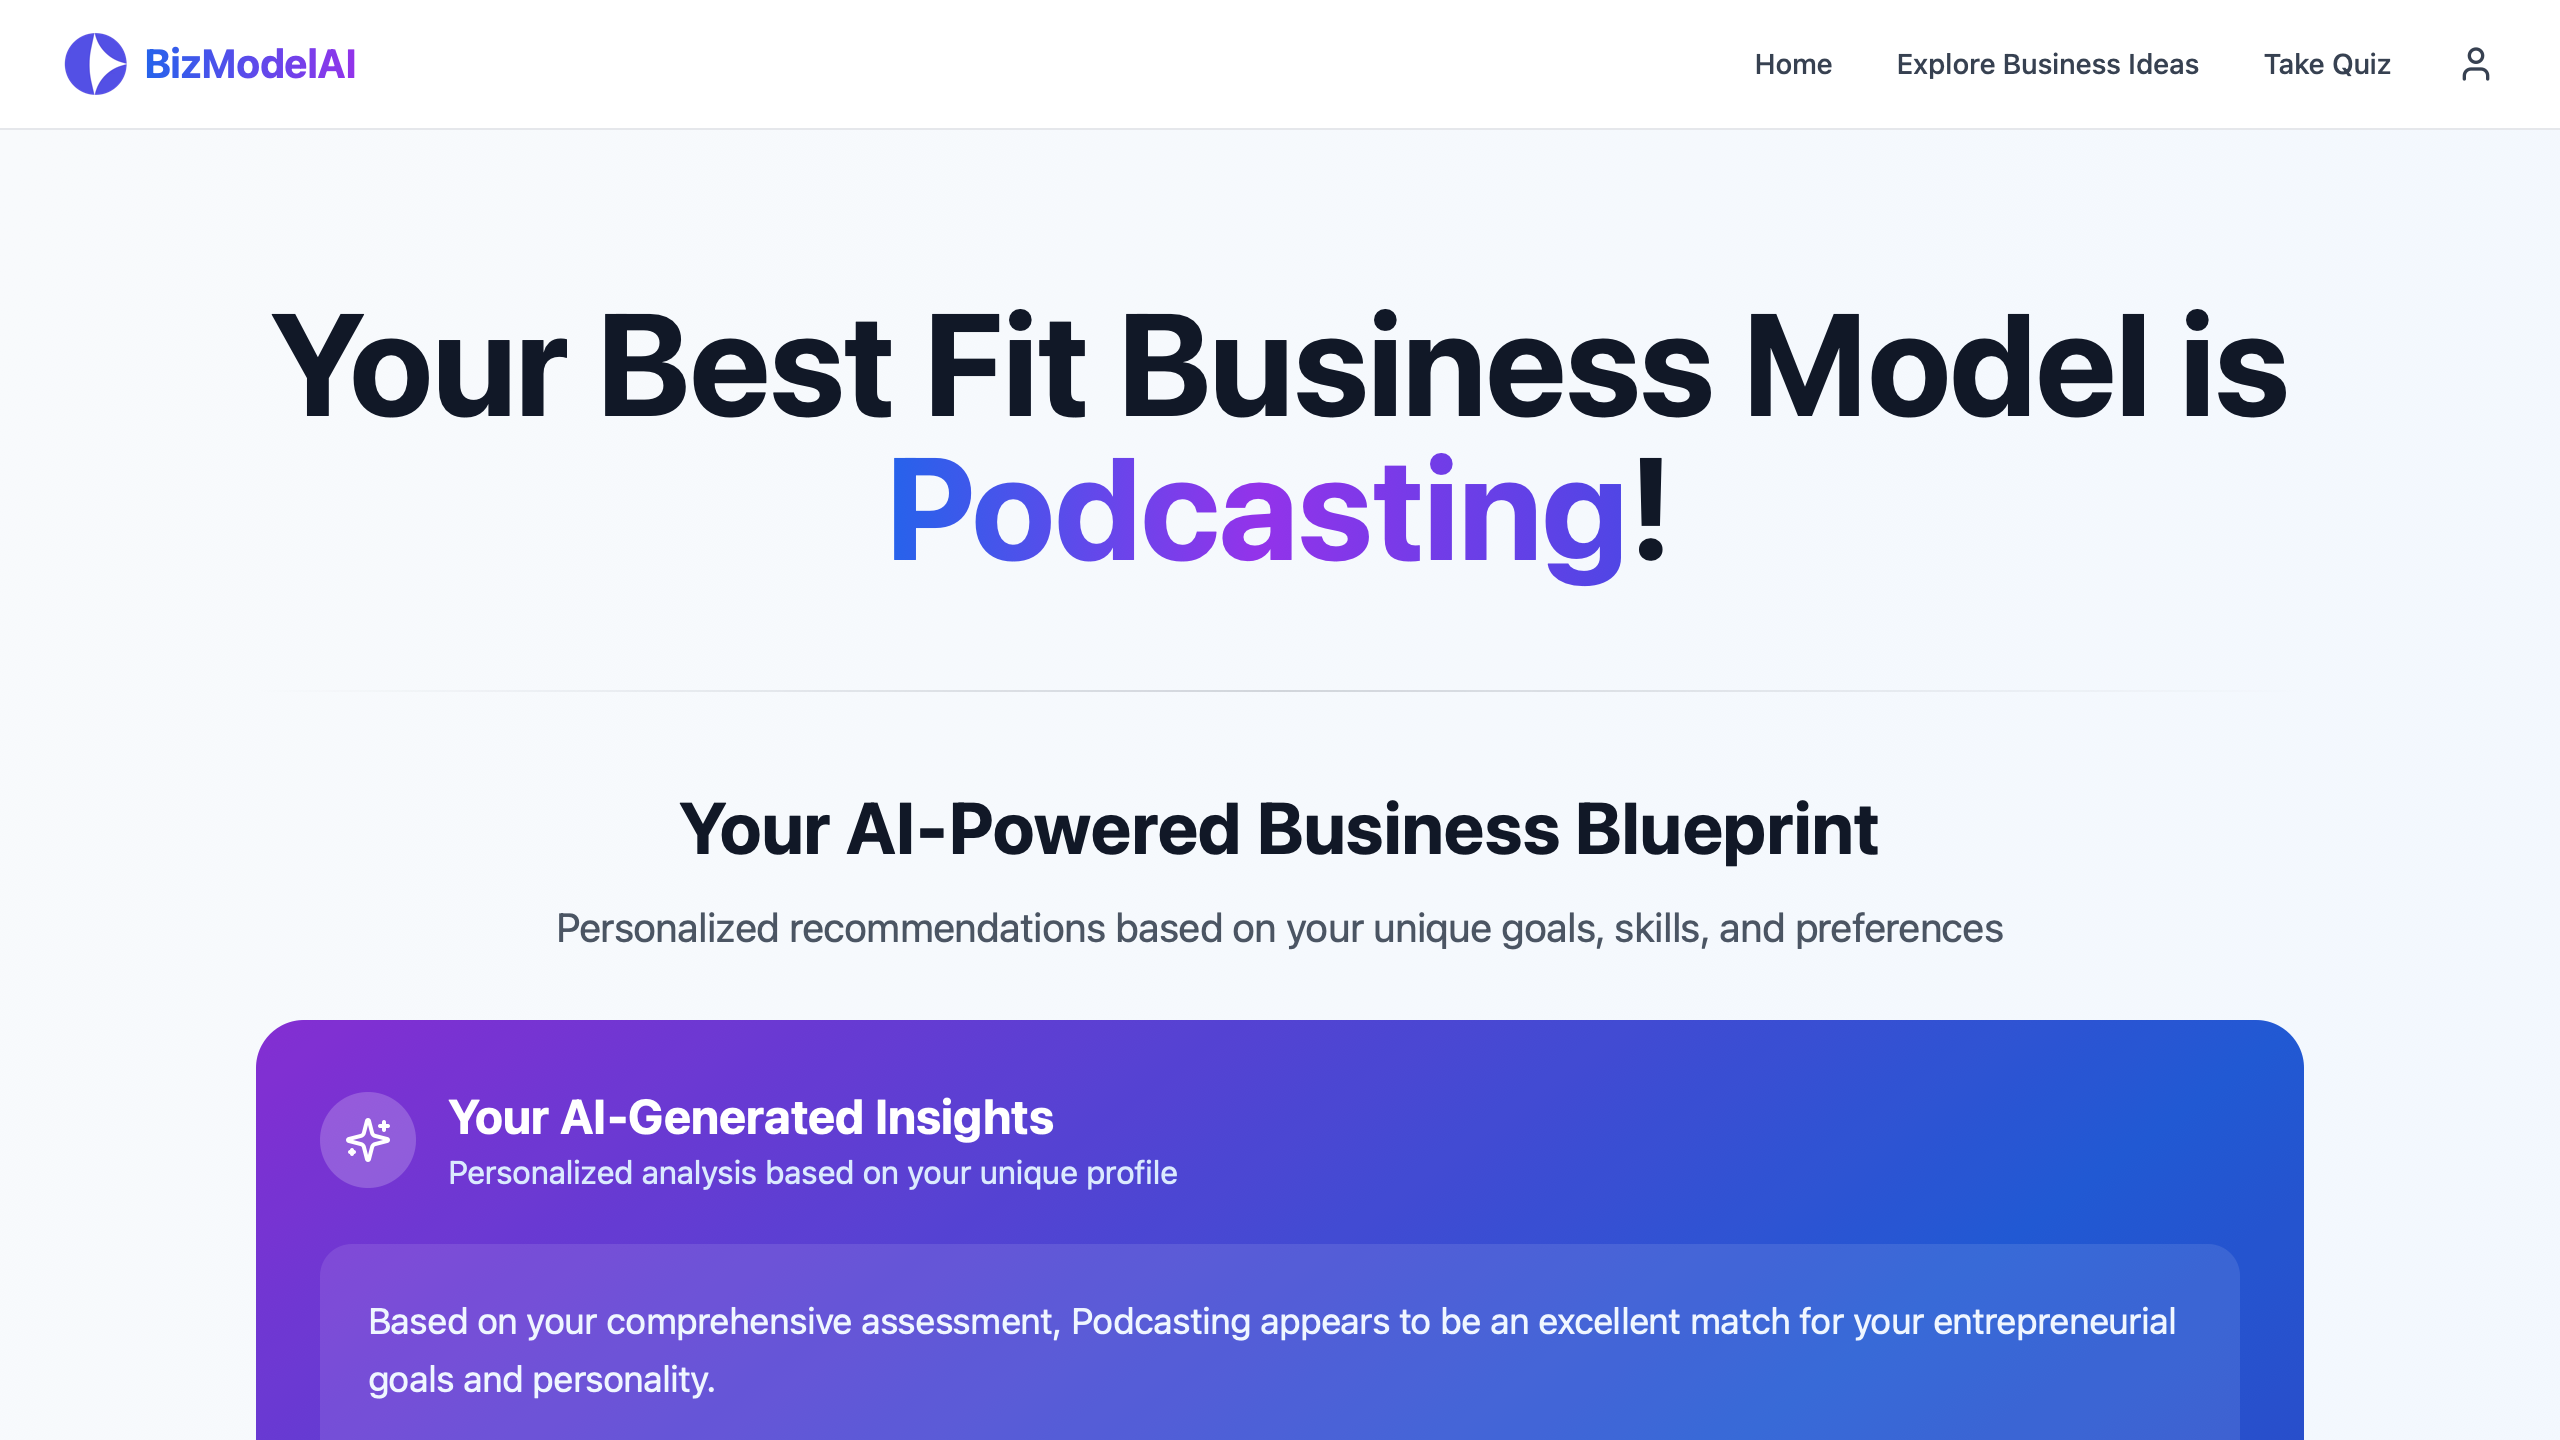 BizModelAI
Home
Explore Business Ideas
Take Quiz
Your Best Fit Business Model is
Podcasting!
Your AI-Powered Business Blueprint
Personalized recommendations based on your unique goals, skills, and preferences
Your AI-Generated Insights
Personalized analysis based on your unique profile
Based on your comprehensive assessment, Podcasting appears to be an excellent match for your entrepreneurial
goals and personality.